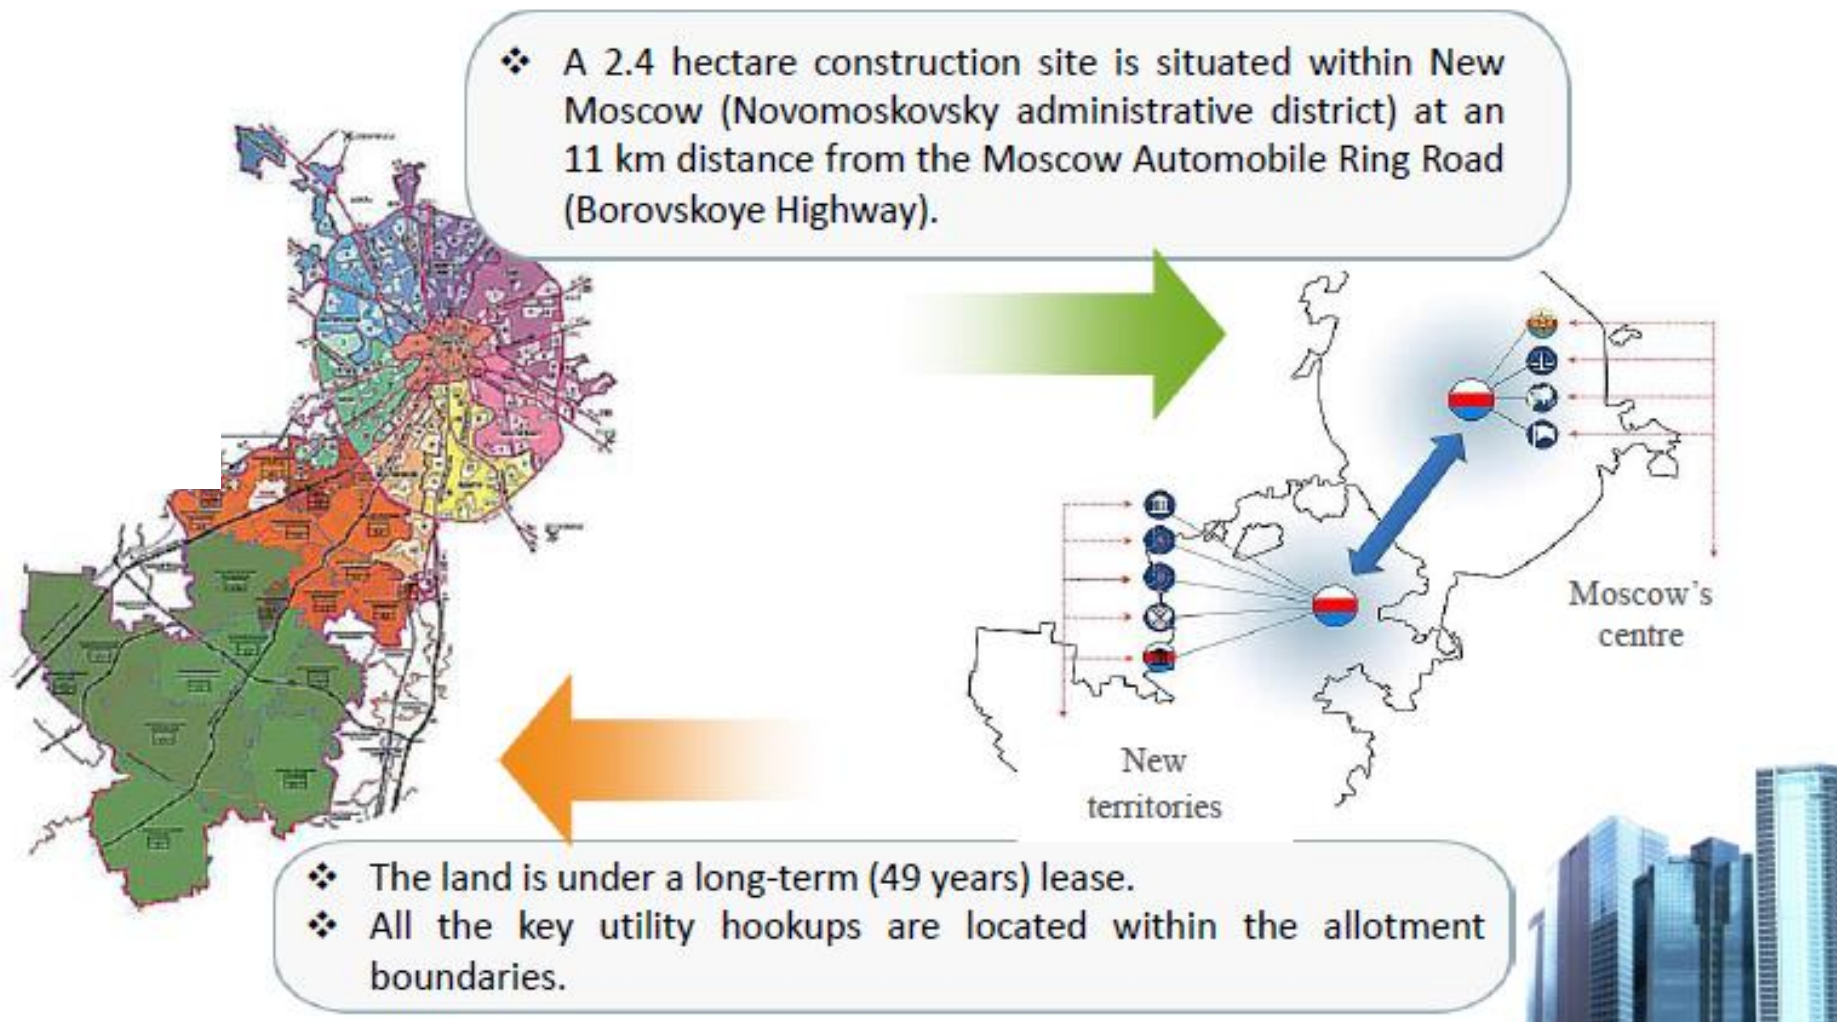 ❖ A 2.4 hectare construction site is situated within New
Moscow (Novomoskovsky administrative district) at an
11 km distance from the Moscow Automobile Ring Road
(Borovskoye Highway).
Moscow's
centre
New
territories
❖ The land is under a long-term (49 years) lease.
❖ All the key utility hookups are located within the allotment
boundaries.